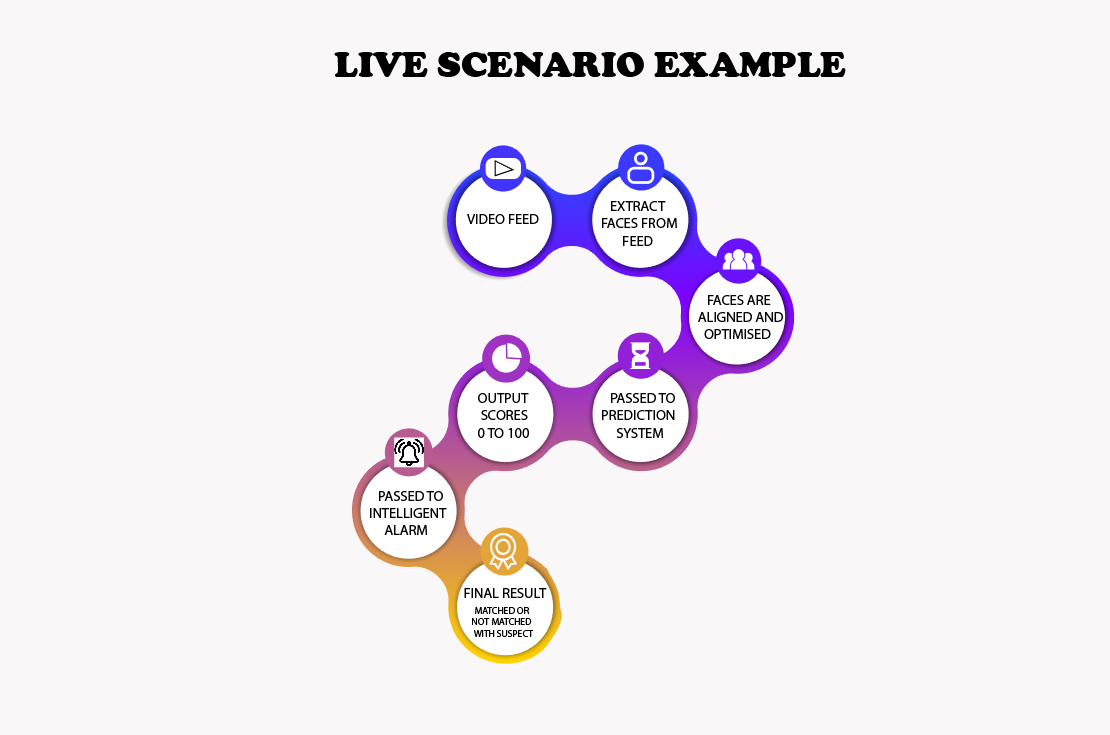 LIVE SCENARIO EXAMPLE
VIDEO FEED
EXTRACT
FACES FROM
FEED
FACES ARE
ALIGNED AND
OPTIMISED
PASSED TO
PREDICTION
SYSTEM
OUTPUT
SCORES
0 TO 100
PASSED TO
INTELLIGENT
ALARM
FINAL RESULT
MATCHED OR
NOT MATCHED
WITH SUSPECT